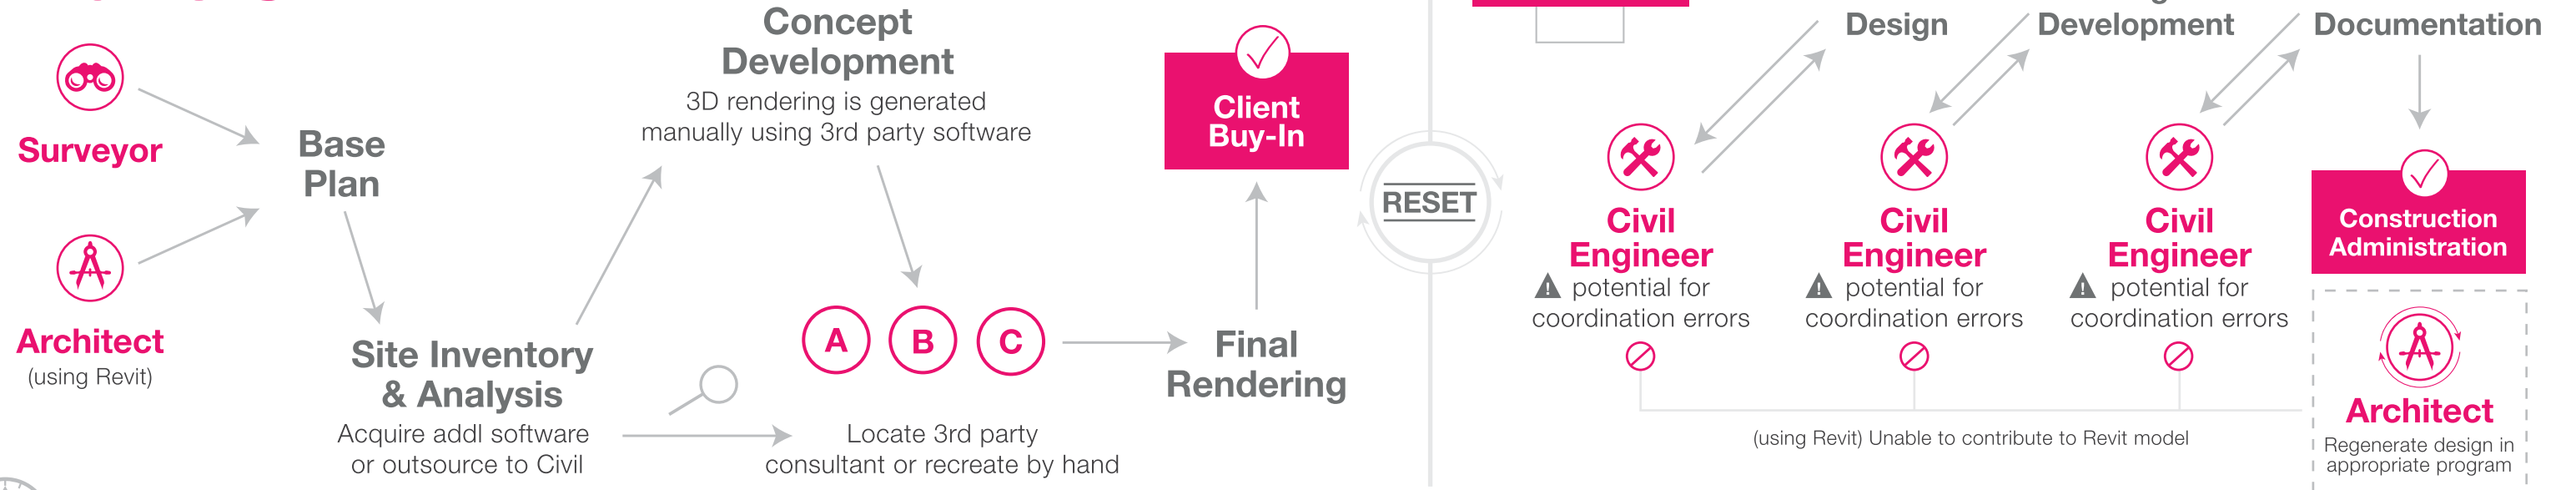 Surveyor
Architect
(using Revit)
Base
Plan
Site Inventory
& Analysis
Acquire addl software
or outsource to Civil
Concept
Development
3D rendering is generated
manually using 3rd party software
A
B
C
Locate 3rd party
consultant or recreate by hand
Final
Rendering
Client
Buy-In
RESET
Design
Development
Documentation
Civil
Engineer
! potential for
coordination errors
Civil
Engineer
! potential for
coordination errors
Civil
Engineer
! potential for
coordination errors
(using Revit) Unable to contribute to Revit model
Construction
Administration
Architect
Regenerate design in
appropriate program